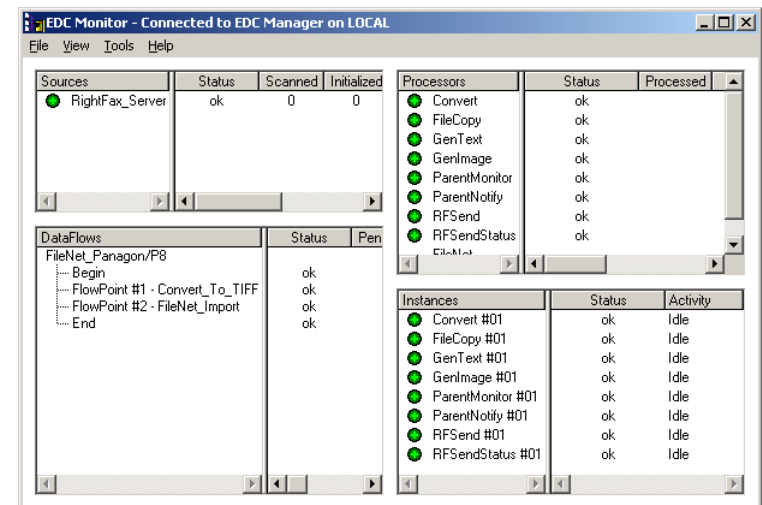 EDC Monitor - Connected to EDC Manager on LOCAL
File View Tools Help
Sources Status Scanned Initialized
RightFax_Server ok 0 0
Processors Status Processed
Convert ok
FileCopy ok
GenText ok
GenImage ok
ParentMonitor ok
ParentNotify ok
RFSend ok
RFSendStatus ok
FileNet
DataFlows Status Pen
FileNet_Panagon/P8
Begin ok
FlowPoint #1 - Convert_To_TIFF ok
FlowPoint #2 - FileNet_Import ok
End ok
Instances Status Activity
Convert #01 ok Idle
FileCopy #01 ok Idle
GenText #01 ok Idle
GenImage #01 ok Idle
ParentMonitor #01 ok Idle
ParentNotify #01 ok Idle
RFSend #01 ok Idle
RFSendStatus #01 ok Idle